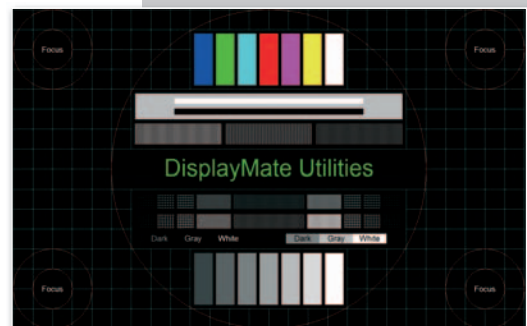 Focus
Focus
DisplayMate Utilities
Dark Gray White Dark Gray White
Focus
Focus